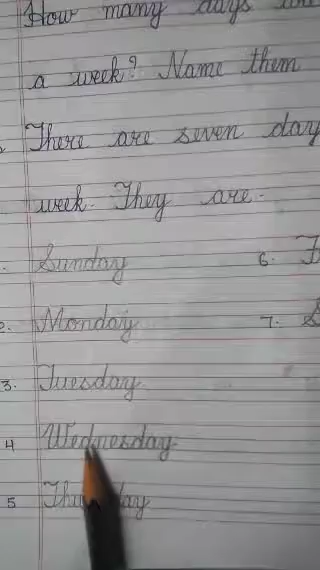 How many days
a week? Name them
There are seven day
week. They are.
Sunday 6.
2. Monday 7. S
3. Tuesday
4 Wednesday.
5